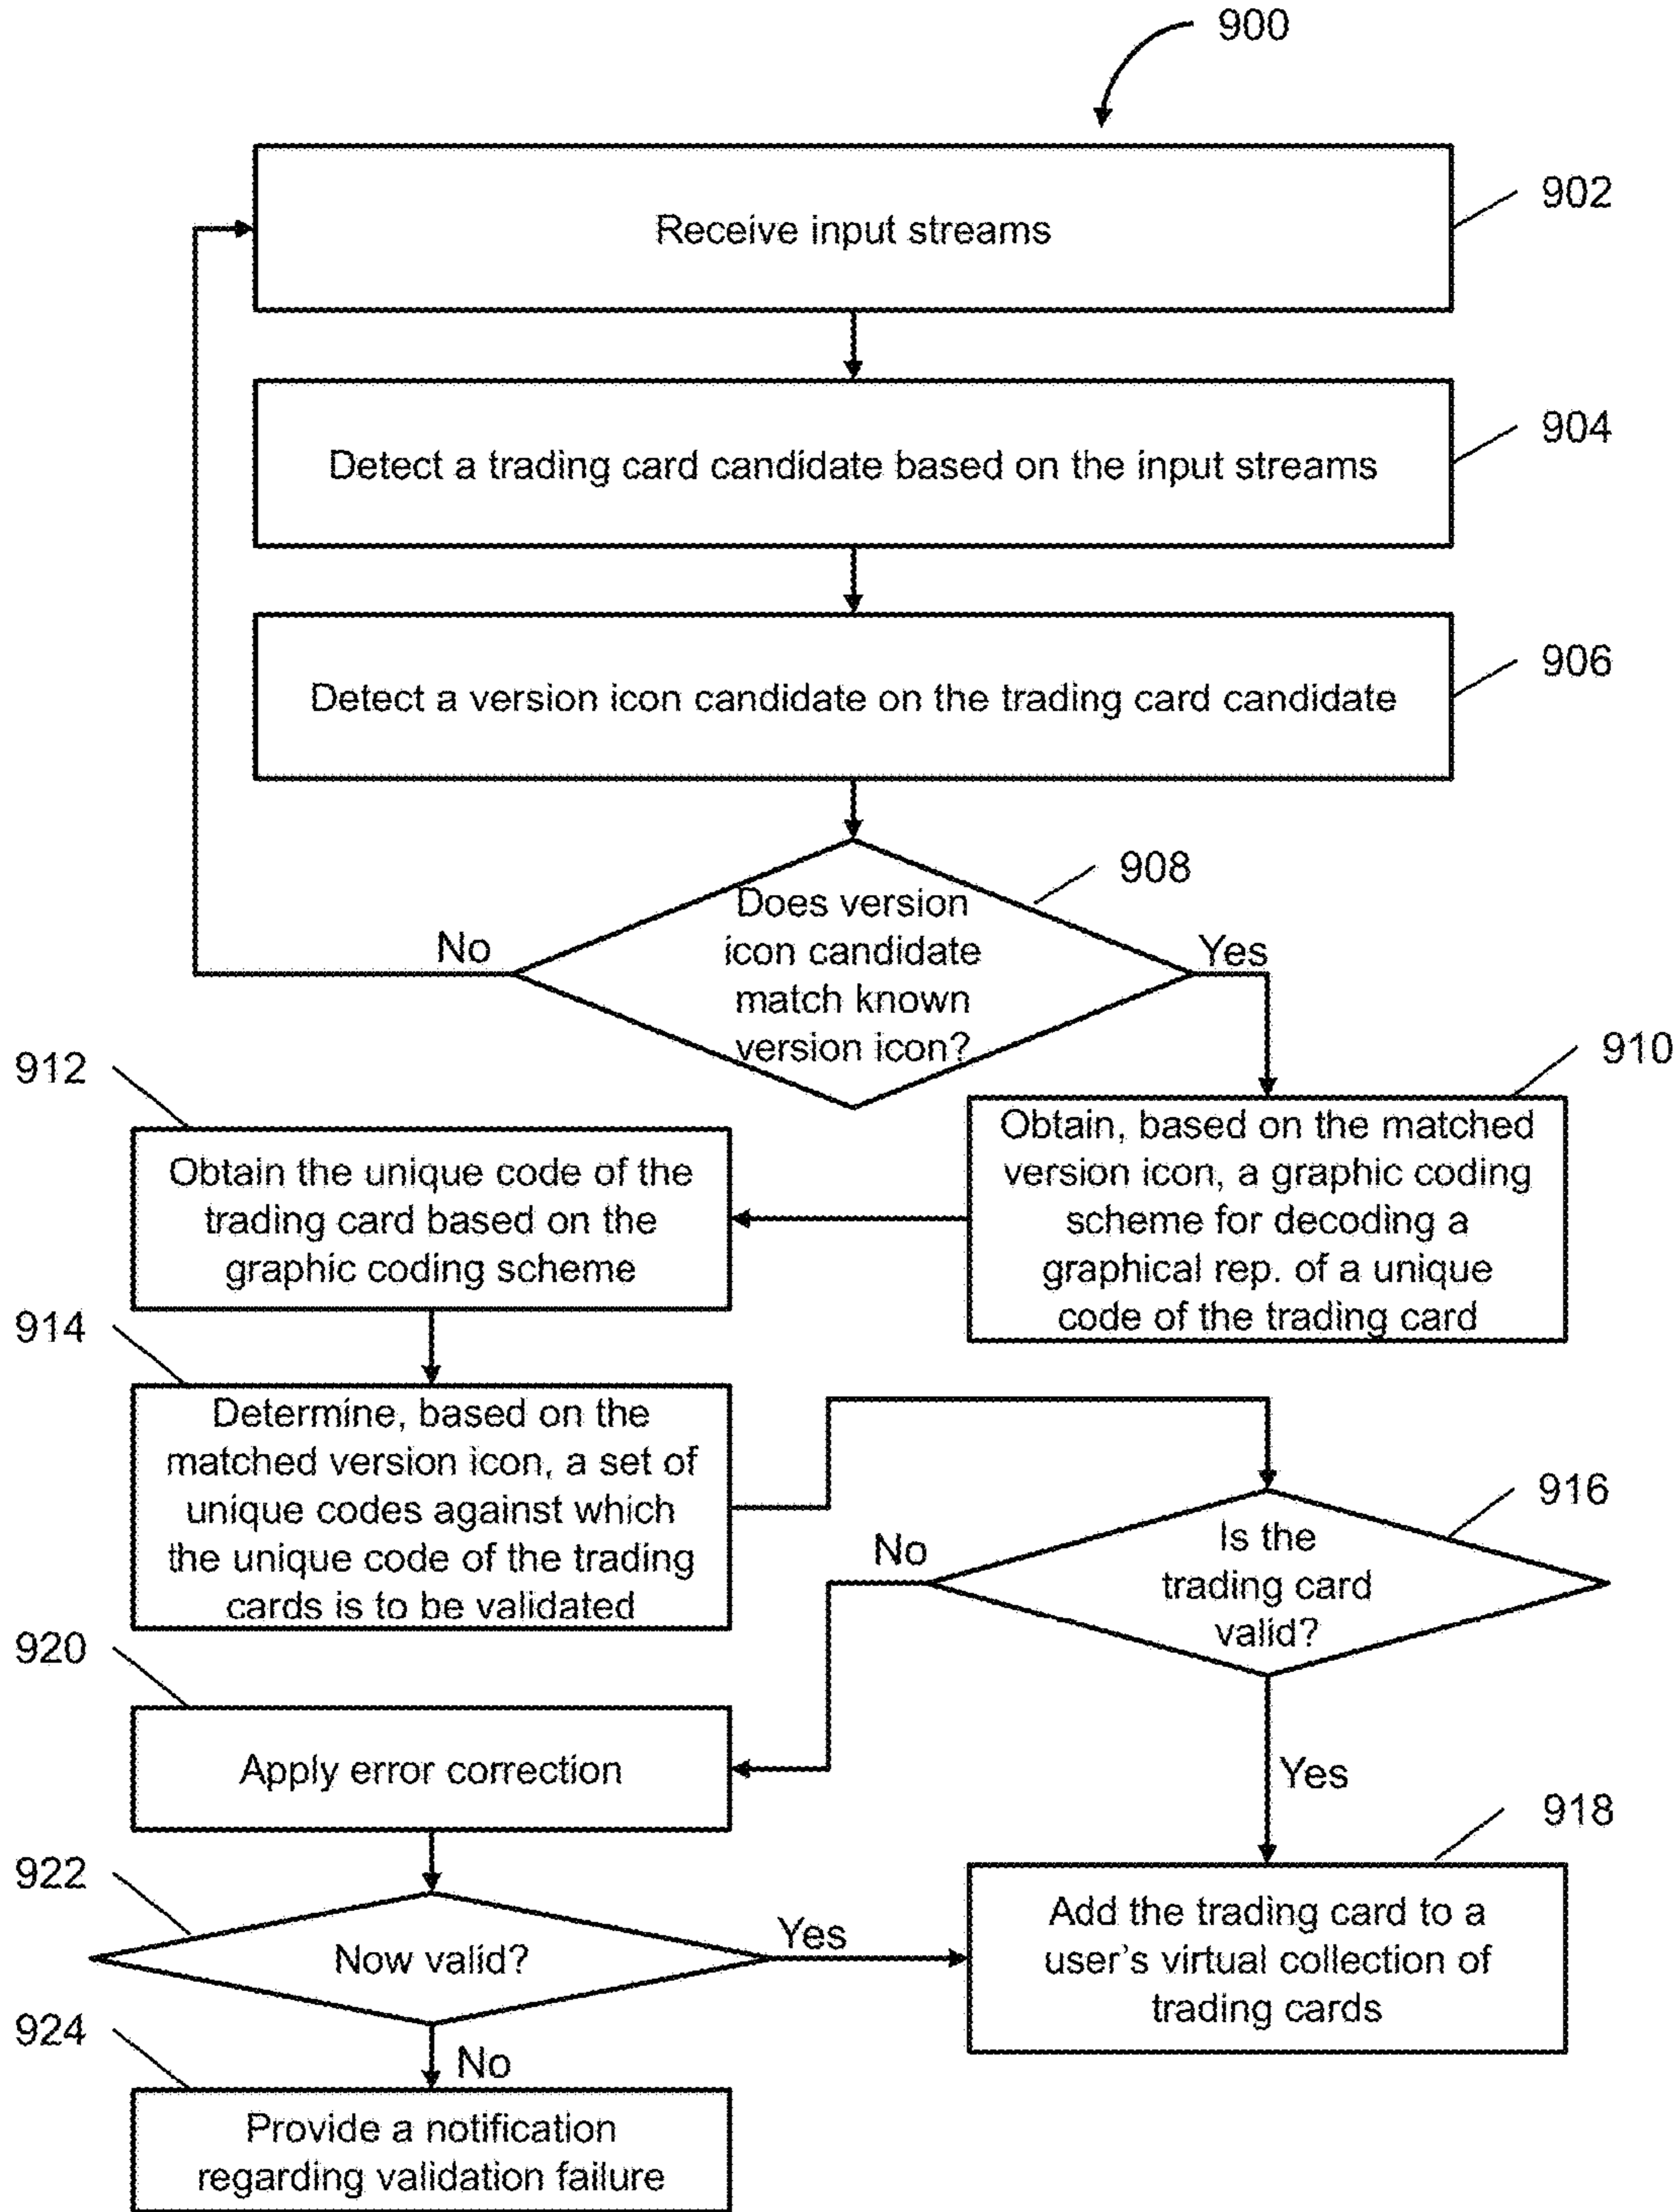 900
Receive input streams
902
Detect a trading card candidate based on the input streams
904
Detect a version icon candidate on the trading card candidate
906
908
Does version
icon candidate
match known
version icon?
No
Yes
910
Obtain, based on the matched
version icon, a graphic coding
scheme for decoding a
graphical rep. of a unique
code of the trading card
912
Obtain the unique code of the
trading card based on the
graphic coding scheme
914
Determine, based on the
matched version icon, a set of
unique codes against which
the unique code of the trading
cards is to be validated
916
Is the
trading card
valid?
No
Yes
920
Apply error correction
918
Add the trading card to a
user's virtual collection of
trading cards
922
Now valid?
Yes
No
924
Provide a notification
regarding validation failure